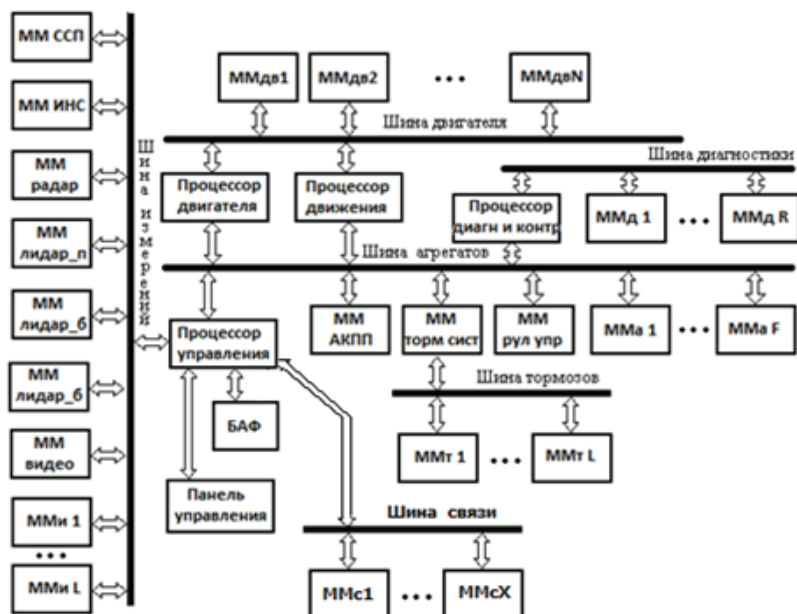 ММ ССП
ММ ИНС
ММ
радар
ММ
лидар_п
ММ
лидар_б
ММ
лидар_б
ММ
видео
ММи 1
•••
ММи L
Шина измерений
ММдв1
ММдв2
•••
ММдвN
Шина двигателя
Шина диагностики
Процессор
двигателя
Процессор
движения
Процессор
диагн и контр
ММд 1
•••
ММд R
Шина агрегатов
Процессор
управления
ММ
АКПП
ММ
торм сист
ММ
рул упр
ММа 1
•••
ММа F
Шина тормозов
БАФ
ММт 1
•••
ММт L
Панель
управления
Шина связи
ММс1
•••
ММсХ